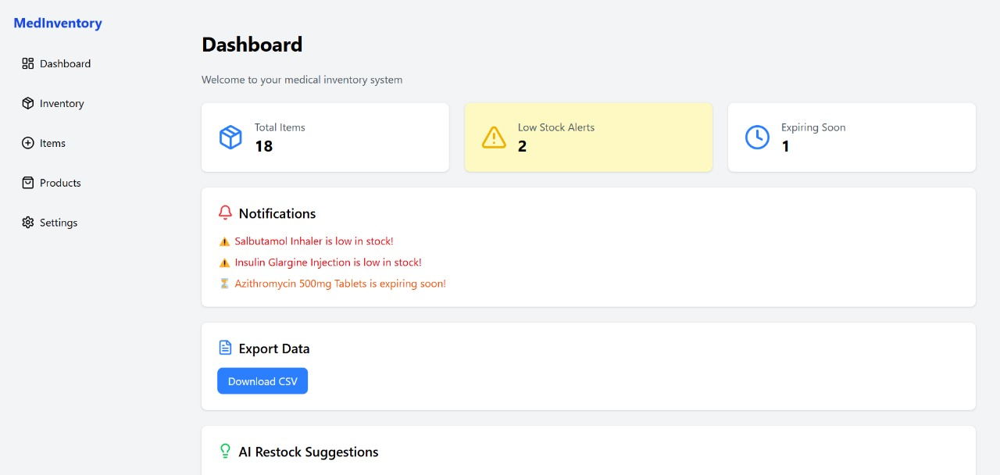 MedInventory
Dashboard
Inventory
Items
Products
Settings
Dashboard
Welcome to your medical inventory system
Total Items
18
Low Stock Alerts
2
Expiring Soon
1
Notifications
Salbutamol Inhaler is low in stock!
Insulin Glargine Injection is low in stock!
Azithromycin 500mg Tablets is expiring soon!
Export Data
Download CSV
AI Restock Suggestions